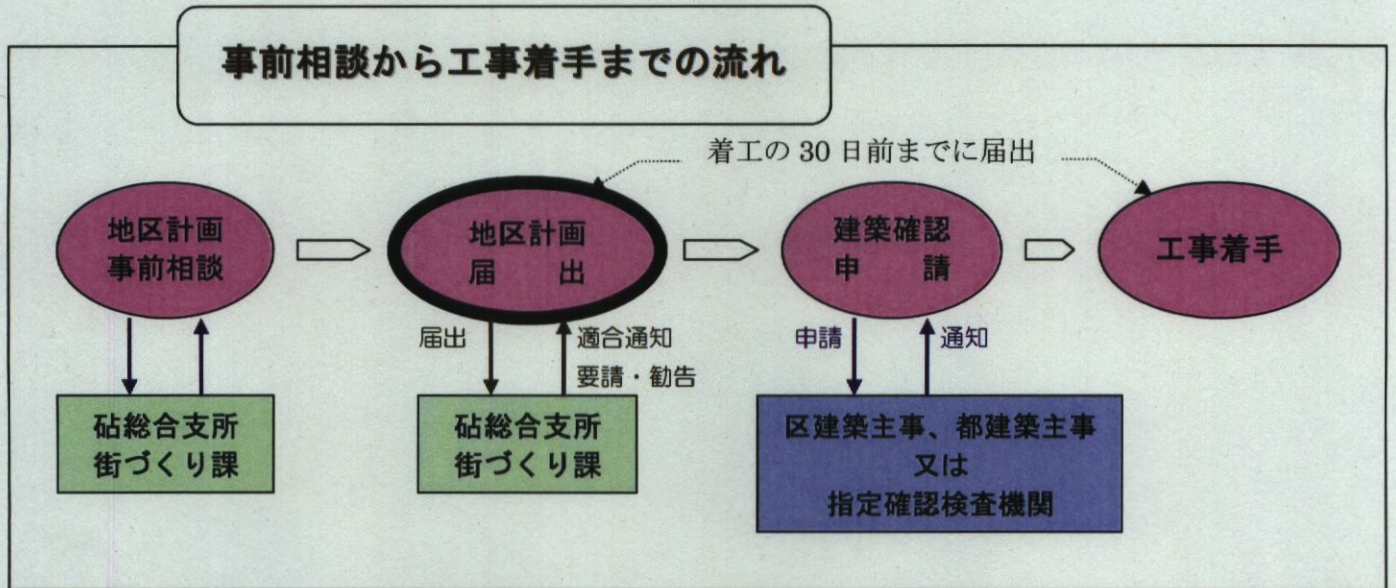 事前相談から工事着手までの流れ
着工の 30 日前までに届出
地区計画
事前相談
地区計画
届　　出
建築確認
申　　請
工事着手
届出
適合通知
要請・勧告
申請
通知
砧総合支所
街づくり課
砧総合支所
街づくり課
区建築主事、都建築主事
又は
指定確認検査機関